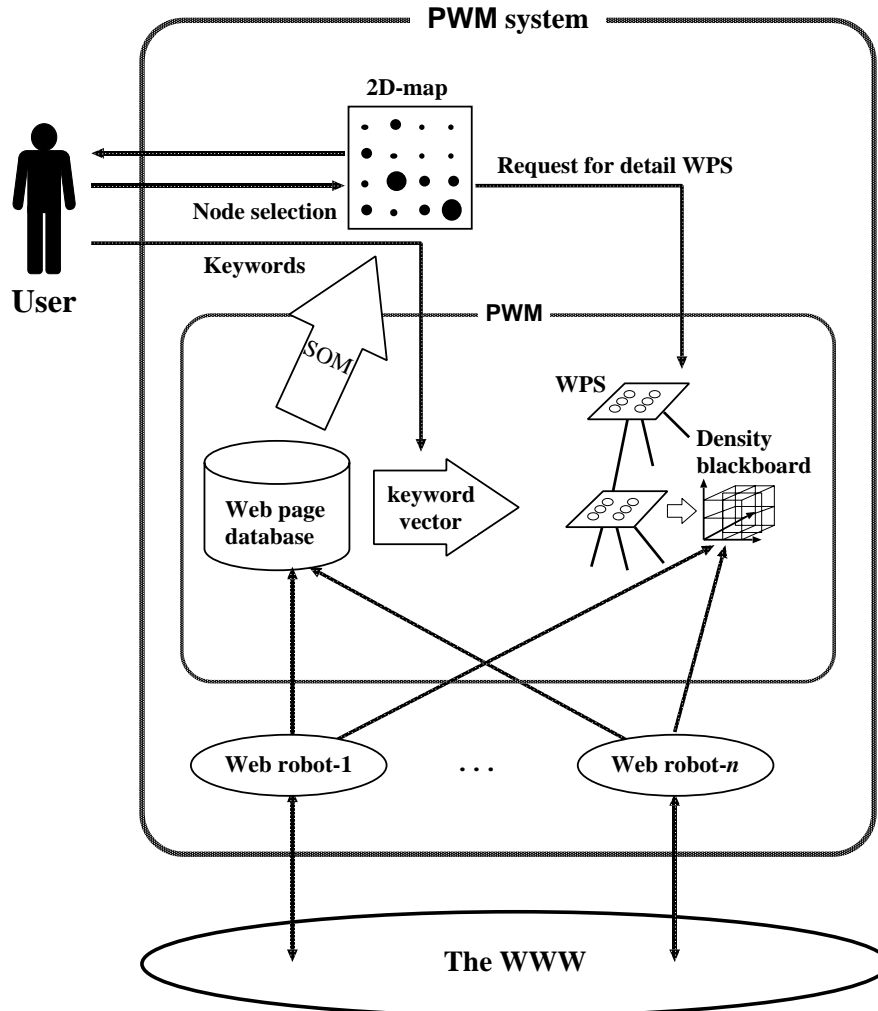 PWM system
2D-map
Request for detail WPS
Node selection
Keywords
User
PWM
SOM
WPS
Density
blackboard
Web page
database
keyword
vector
Web robot-1
. . .
Web robot-n
The WWW